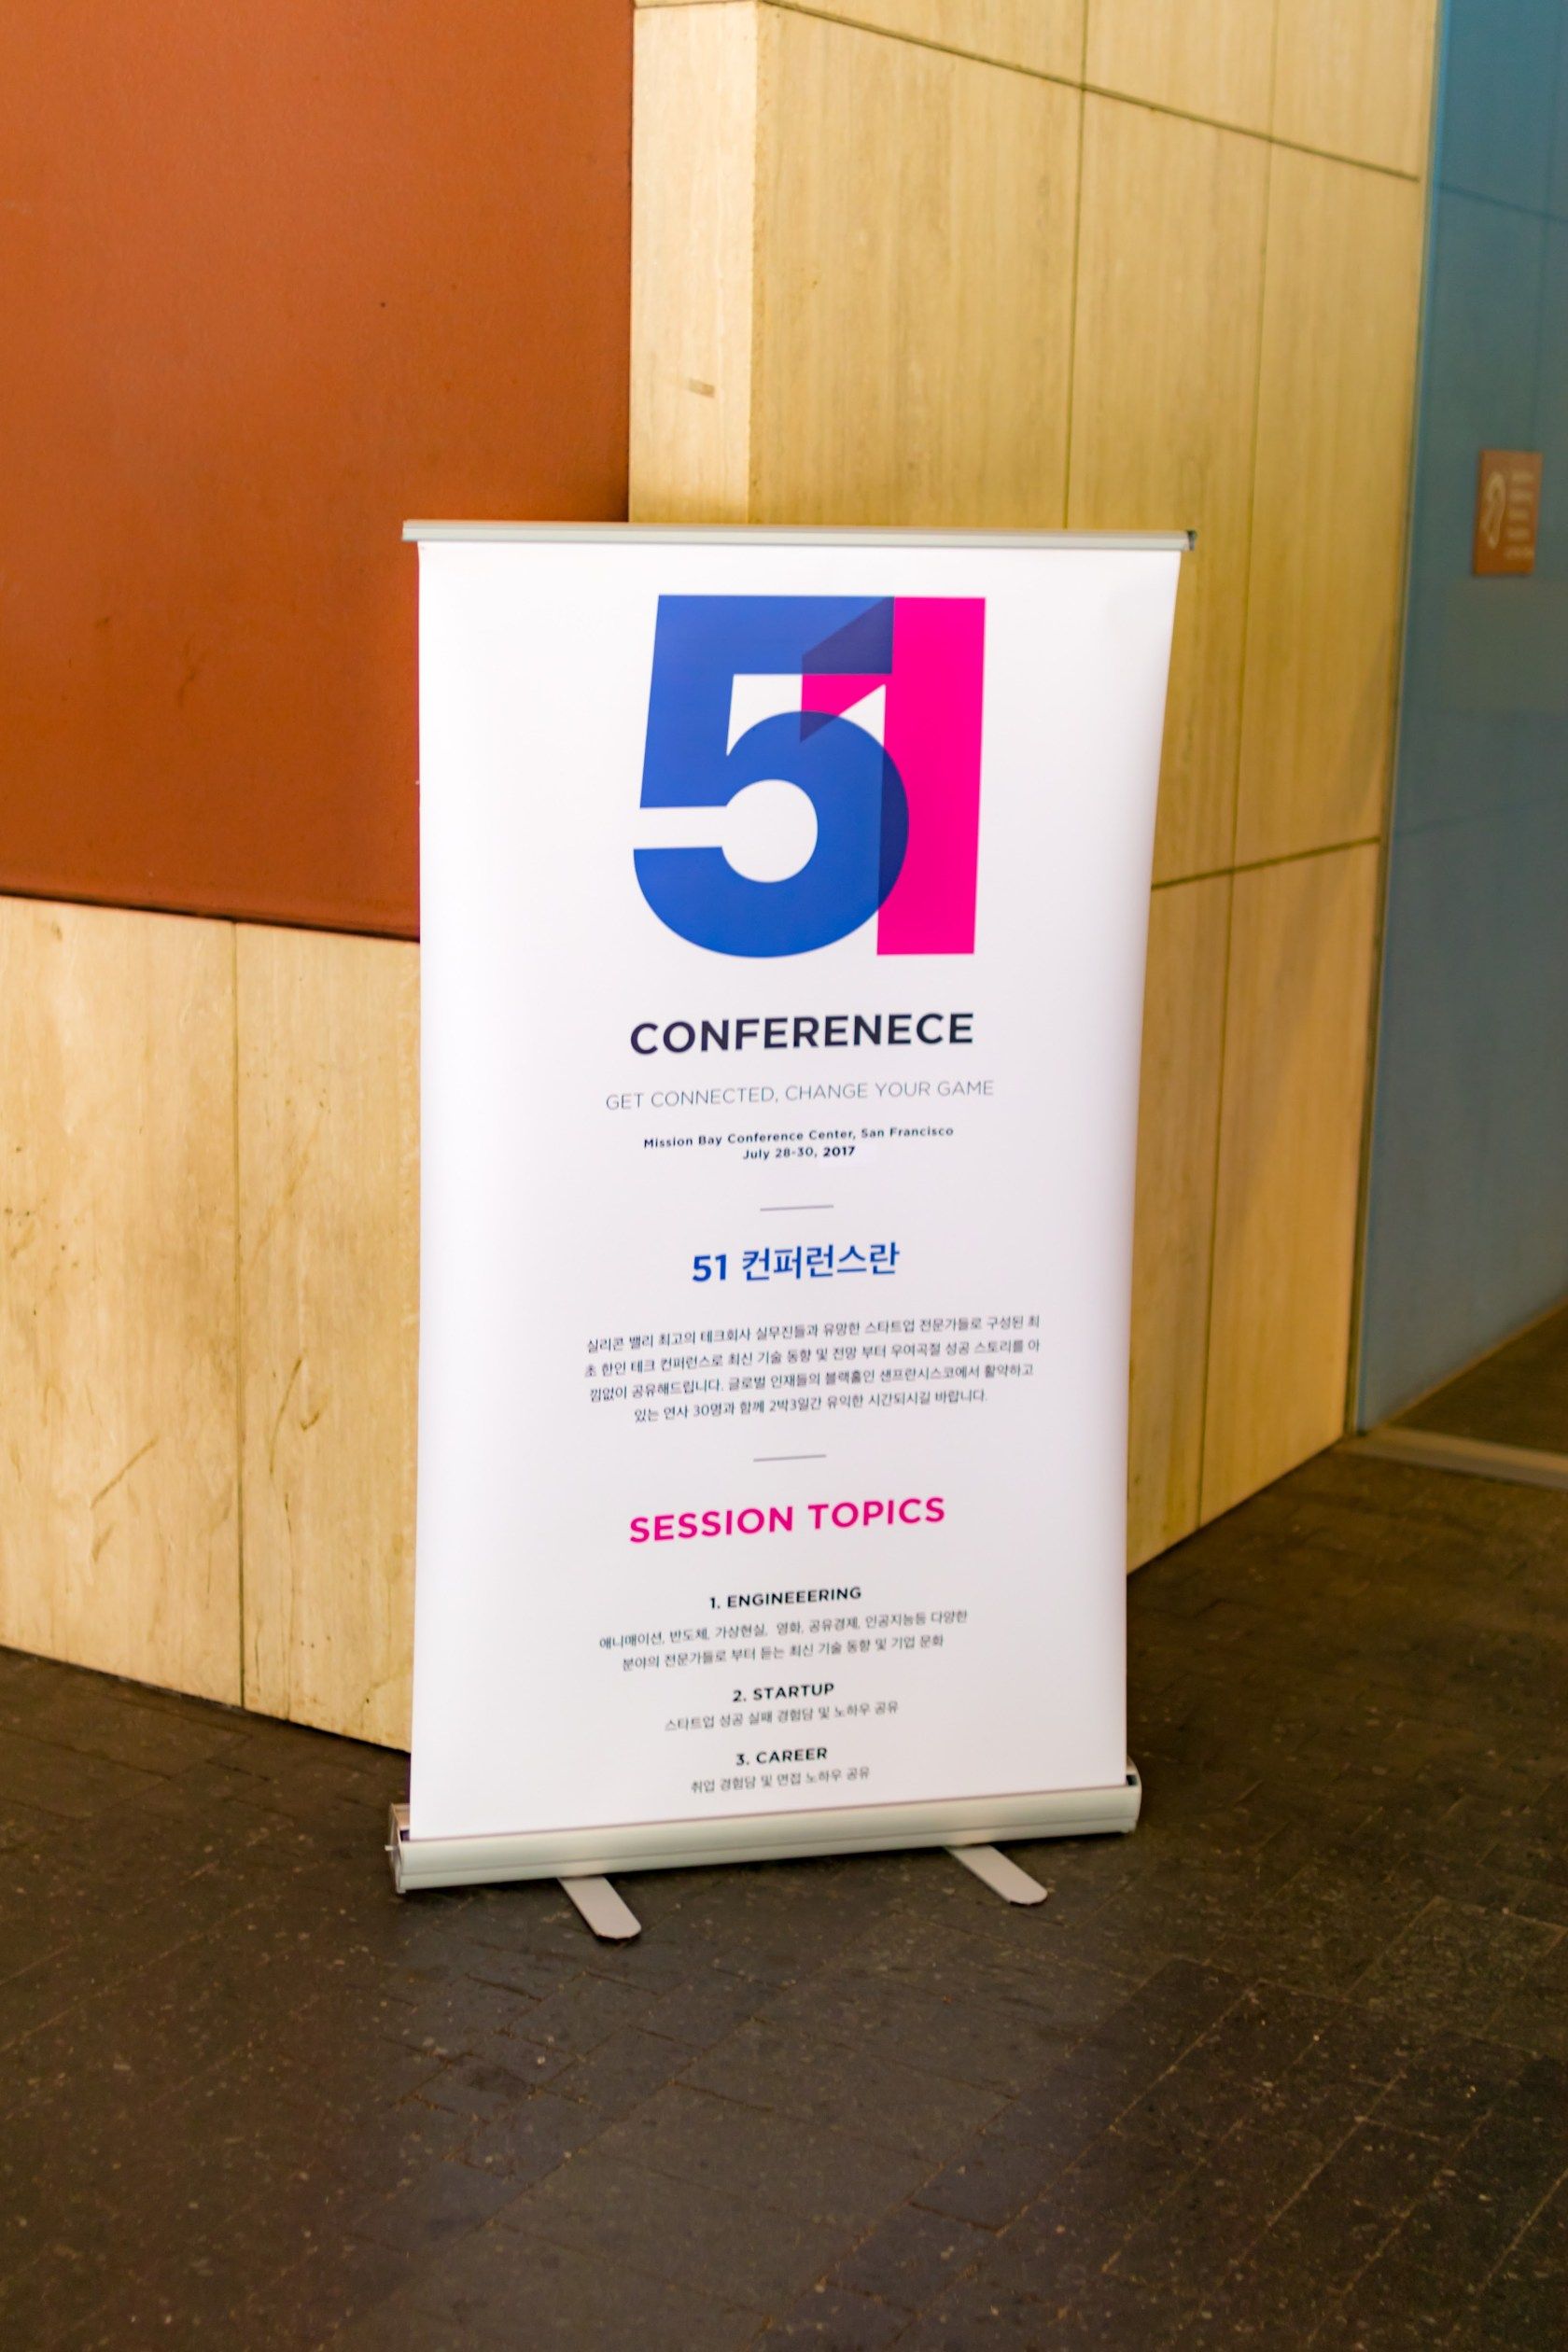 51
CONFERENECE
GET CONNECTED, CHANGE YOUR GAME
Mission Bay Conference Center, San Francisco
July 28-30, 2017
51 컨퍼런스란
실리콘 밸리 최고의 테크회사 실무진들과 유망한 스타트업 전문가들로 구성된 최
초 한인 테크 컨퍼런스로 최신 기술 동향 및 전망 부터 우여곡절 성공 스토리를 아
낌없이 공유해드립니다. 글로벌 인재들의 블랙홀인 샌프란시스코에서 활약하고
있는 연사 30명과 함께 2박3일간 유익한 시간되시길 바랍니다.
SESSION TOPICS
1. ENGINEEERING
애니매이션, 반도체, 가상현실, 영화, 공유경제, 인공지능등 다양한
분야의 전문가들로 부터 듣는 최신 기술 동향 및 기업 문화
2. STARTUP
스타트업 성공 실패 경험담 및 노하우 공유
3. CAREER
취업 경험담 및 면접 노하우 공유